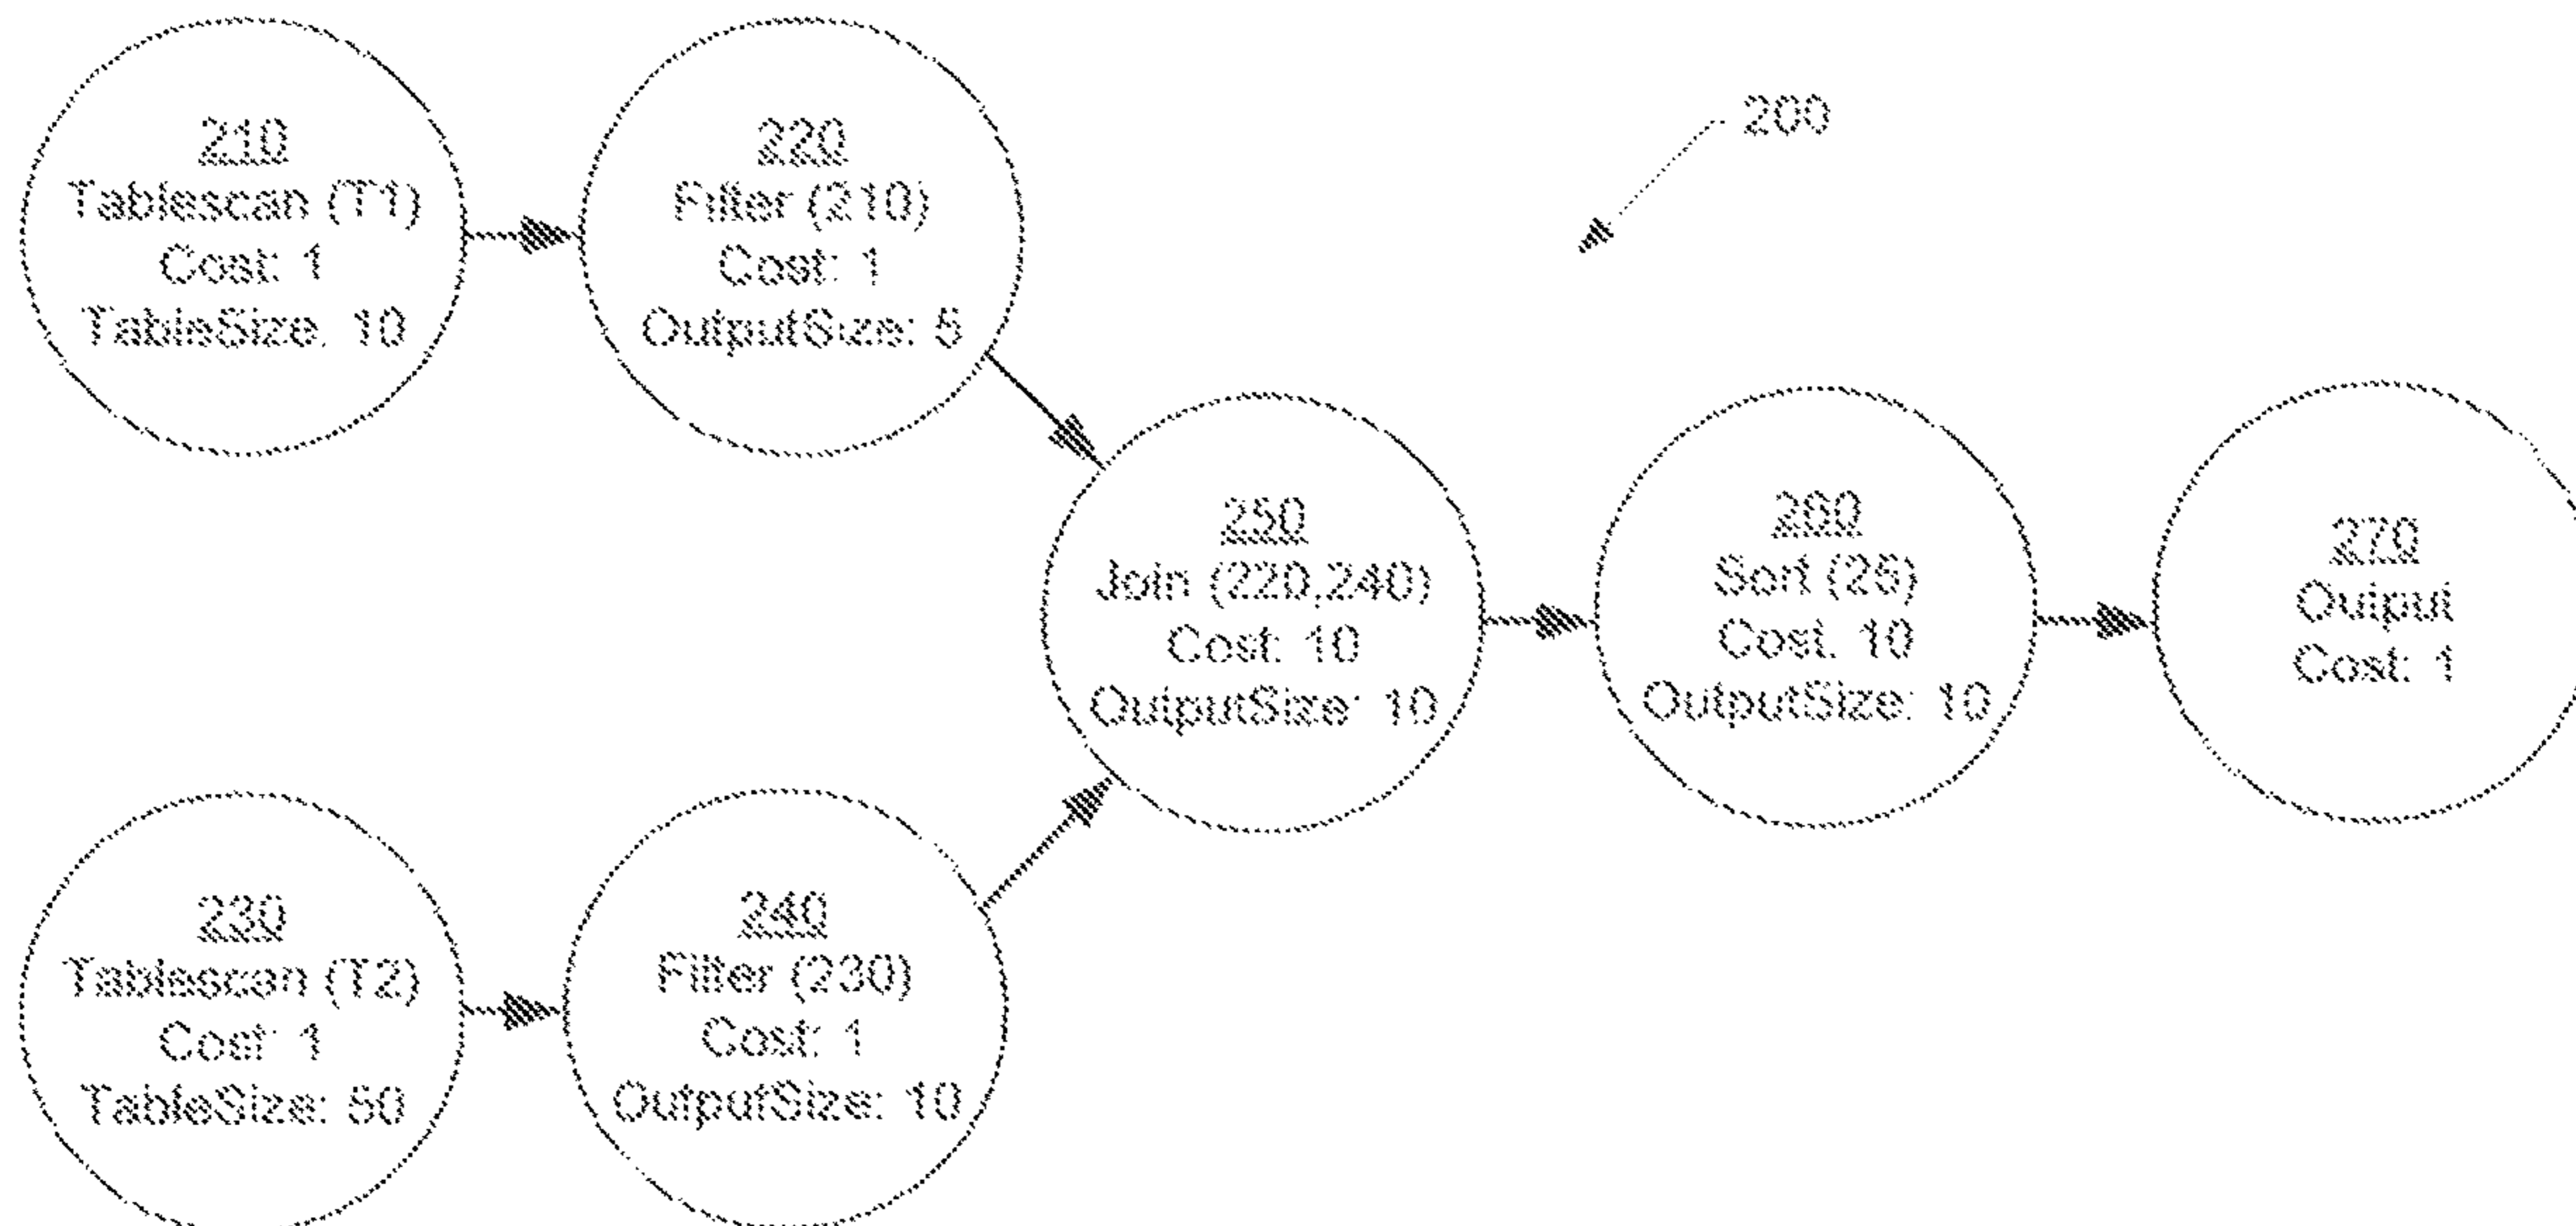 210
Tablescan (T1)
Cost: 1
TableSize: 10
220
Filter (210)
Cost: 1
OutputSize: 5
200
250
Join (220,240)
Cost: 10
OutputSize: 10
260
Sort (25)
Cost: 10
OutputSize: 10
270
Output
Cost: 1
230
Tablescan (T2)
Cost: 1
TableSize: 50
240
Filter (230)
Cost: 1
OutputSize: 10